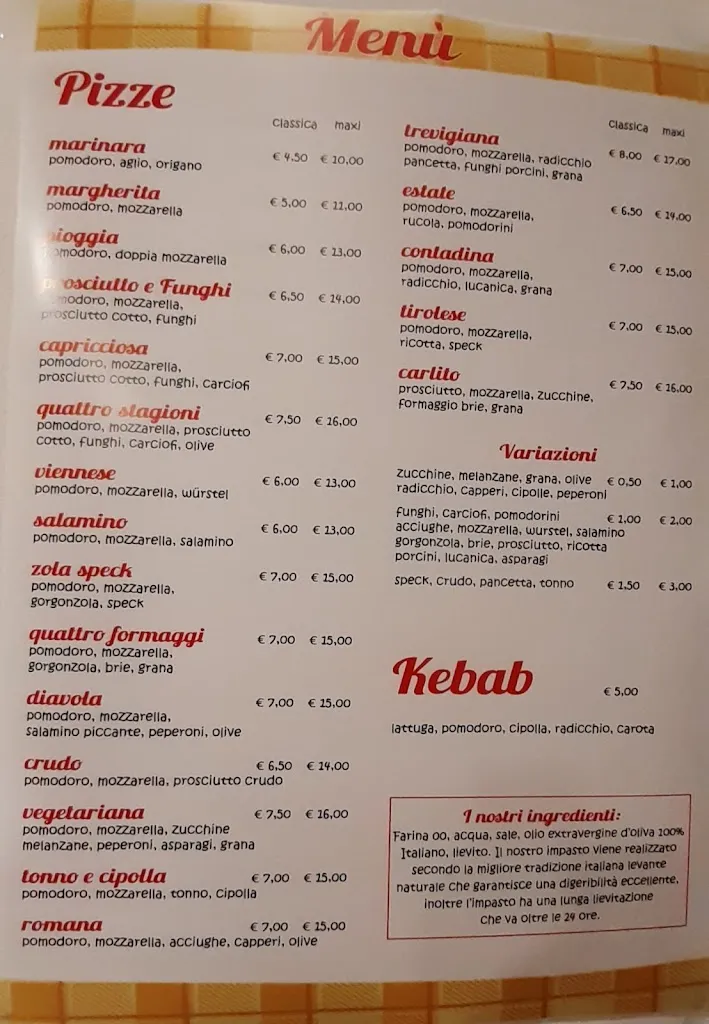 Menù
Pizze
Classica maxi
marinara
pomodoro, aglio, origano € 4,50 € 10,00
margherita
pomodoro, mozzarella € 5,00 € 11,00
pioggia
pomodoro, doppia mozzarella € 6,00 € 13,00
prosciutto e Funghi
pomodoro, mozzarella, € 6,50 € 14,00
prosciutto cotto, funghi
capricciosa
pomodoro, mozzarella, € 7,00 € 15,00
prosciutto cotto, funghi, carciofi
quattro stagioni
pomodoro, mozzarella, prosciutto € 7,50 € 16,00
cotto, funghi, carciofi, olive
viennese
pomodoro, mozzarella, würstel € 6,00 € 13,00
salamino
pomodoro, mozzarella, salamino € 6,00 € 13,00
zola speck
pomodoro, mozzarella, € 7,00 € 15,00
gorgonzola, speck
quattro formaggi € 7,00 € 15,00
pomodoro, mozzarella,
gorgonzola, brie, grana
diavola € 7,00 € 15,00
pomodoro, mozzarella,
salamino piccante, peperoni, olive
crudo € 6,50 € 14,00
pomodoro, mozzarella, prosciutto crudo
vegetariana € 7,50 € 16,00
pomodoro, mozzarella, zucchine
melanzane, peperoni, asparagi, grana
tonno e cipolla € 7,00 € 15,00
pomodoro, mozzarella, tonno, cipolla
romana € 7,00 € 15,00
pomodoro, mozzarella, acciughe, capperi, olive
Classica maxi
trevigiana
pomodoro, mozzarella, radicchio € 8,00 € 17,00
pancetta, funghi porcini, grana
estate
pomodoro, mozzarella, € 6,50 € 14,00
rucola, pomodorini
contadina
pomodoro, mozzarella, € 7,00 € 15,00
radicchio, lucanica, grana
tirolese
pomodoro, mozzarella, € 7,00 € 15,00
ricotta, speck
carlito
prosciutto, mozzarella, zucchine, € 7,50 € 16,00
formaggio brie, grana
Variazioni
zucchine, melanzane, grana, olive € 0,50 € 1,00
radicchio, capperi, cipolle, peperoni
funghi, carciofi, pomodorini € 1,00 € 2,00
acciughe, mozzarella, wurstel, salamino
gorgonzola, brie, prosciutto, ricotta
porcini, lucanica, asparagi
speck, crudo, pancetta, tonno € 1,50 € 3,00
Kebab € 5,00
lattuga, pomodoro, cipolla, radicchio, carota
I nostri ingredienti:
Farina 00, acqua, sale, olio extravergine d'oliva 100%
Italiano, lievito. Il nostro impasto viene realizzato
secondo la migliore tradizione italiana levante
naturale che garantisce una digeribilità eccellente,
inoltre l'impasto ha una lunga lievitazione
che va oltre le 24 ore.